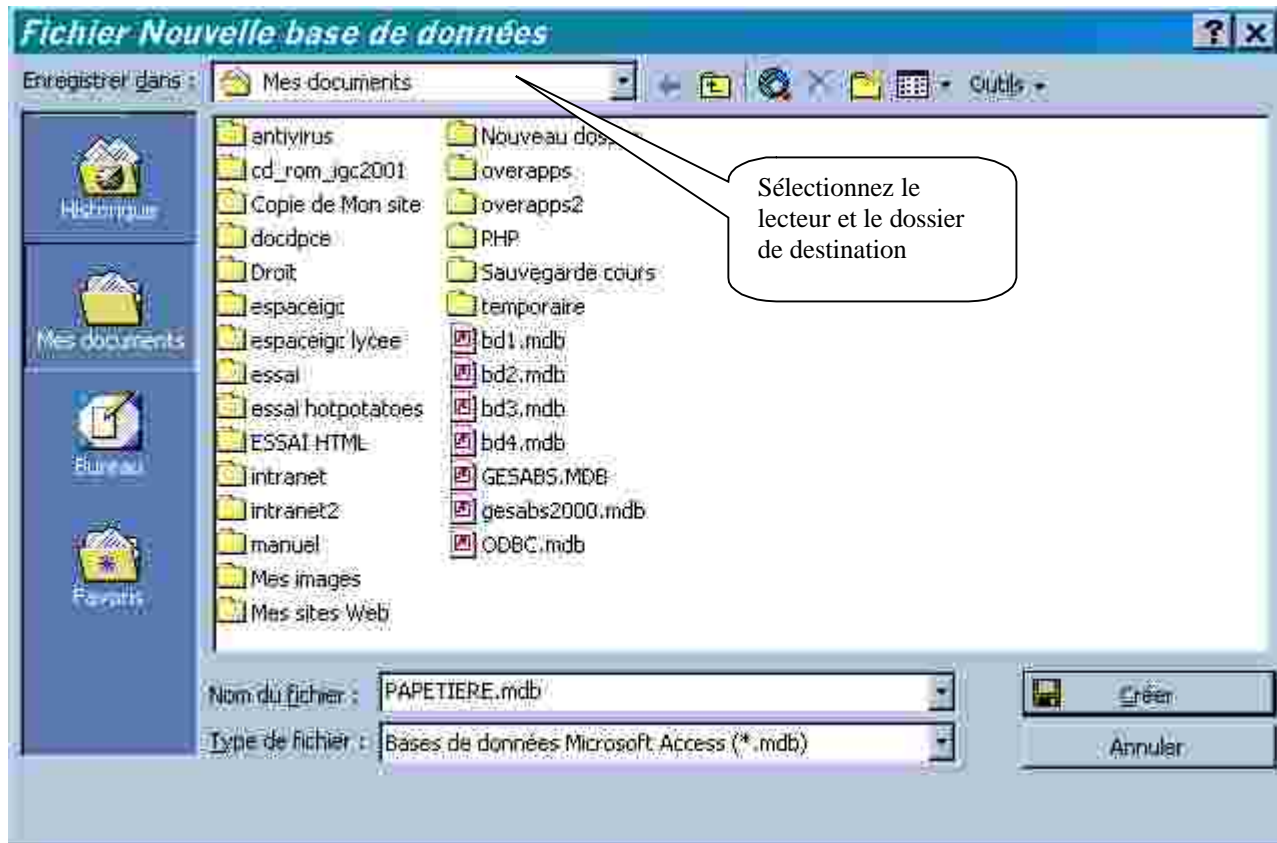 Fichier Nouvelle base de données
Enregistrer dans :
Mes documents
Outils
Historique
Mes documents
Bureau
Favoris
antivirus
cd_rom_igc2001
Copie de Mon site
docdpce
Droit
espaceigc
espaceigc lycee
essai
essai hotpotatoes
ESSAI HTML
intranet
intranet2
manuel
Mes images
Mes sites Web
Nouveau dossier
overapps
overapps2
PHP
Sauvegarde cours
temporaire
bd1.mdb
bd2.mdb
bd3.mdb
bd4.mdb
GESABS.MDB
gesabs2000.mdb
ODBC.mdb
Sélectionnez le
lecteur et le dossier
de destination
Nom du fichier :
PAPETIERE.mdb
Créer
Type de fichier :
Bases de données Microsoft Access (*.mdb)
Annuler